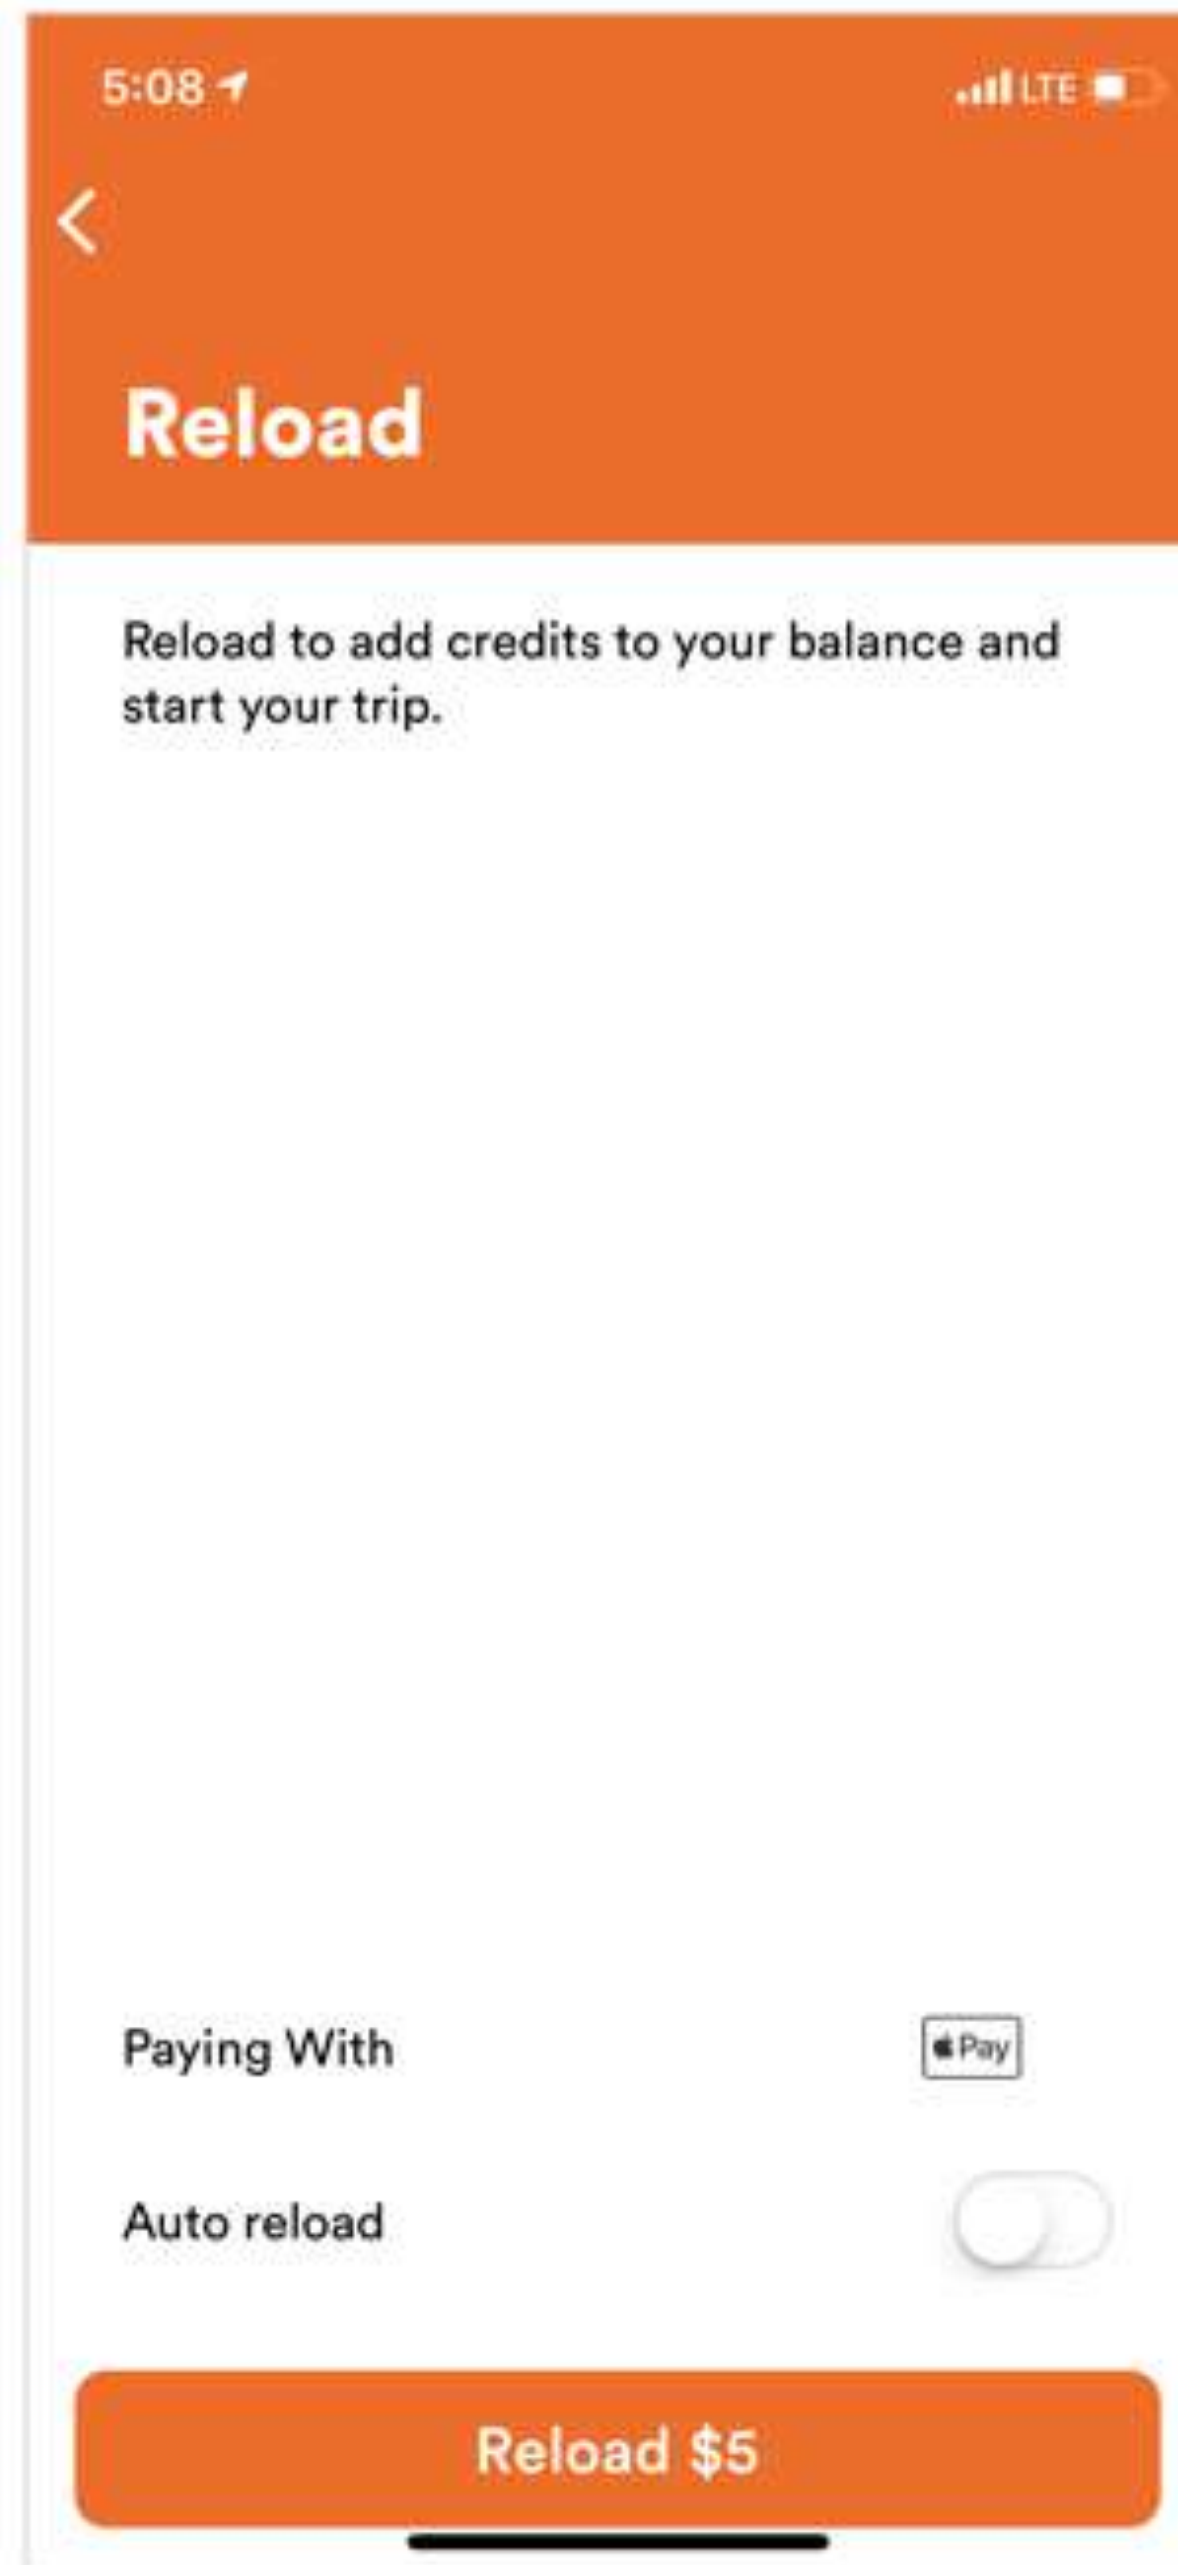 5:08
LTE
Reload
Reload to add credits to your balance and
start your trip.
Paying With
Pay
Auto reload
Reload $5